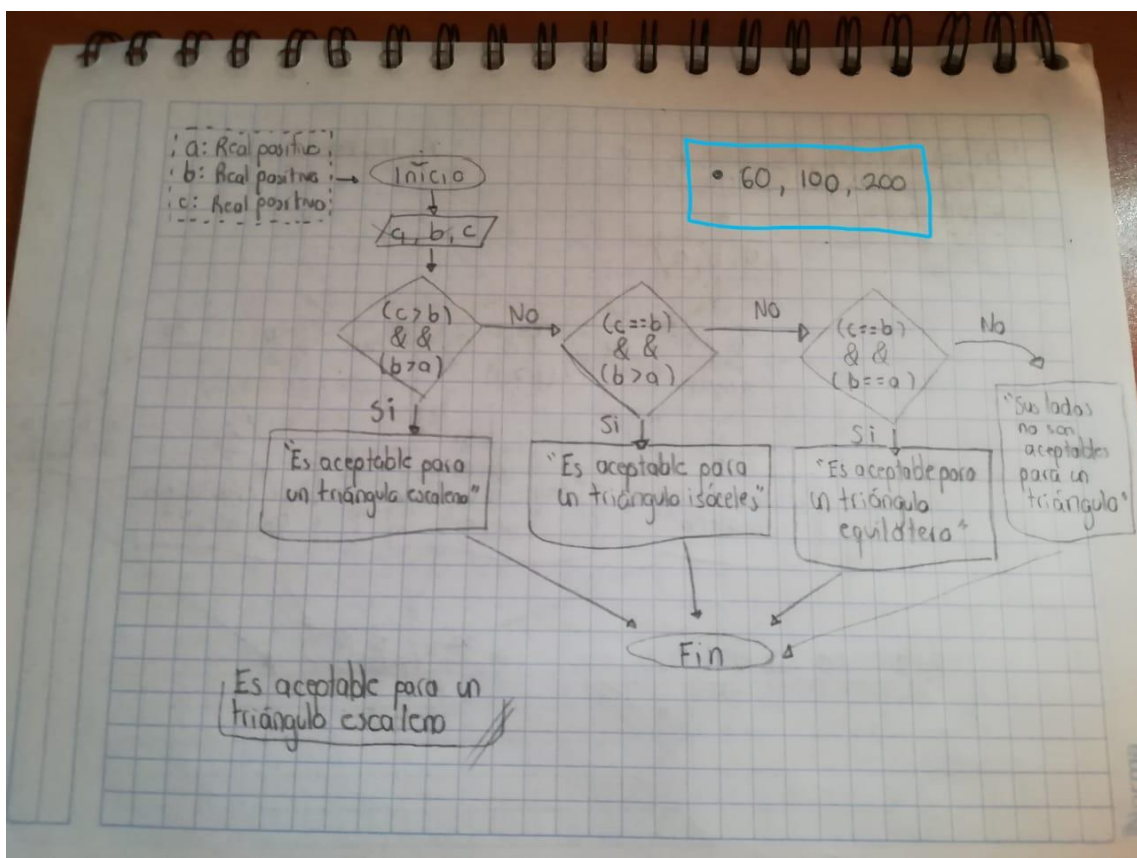 a: Real positivo
b: Real positivo
c: Real positivo
Inicio
a, b, c
• 60, 100, 200
(c>b)
& &
(b>a)
No
(c==b)
& &
(b>a)
No
(c==b)
& &
(b==a)
No
Si
Si
Si
"Es aceptable para
un triángulo escaleno"
"Es aceptable para
un triángulo isóceles"
"Es aceptable para
un triángulo
equilátero"
"Sus lados
no son
aceptables
para un
triángulo"
Fin
Es aceptable para un
triángulo escaleno